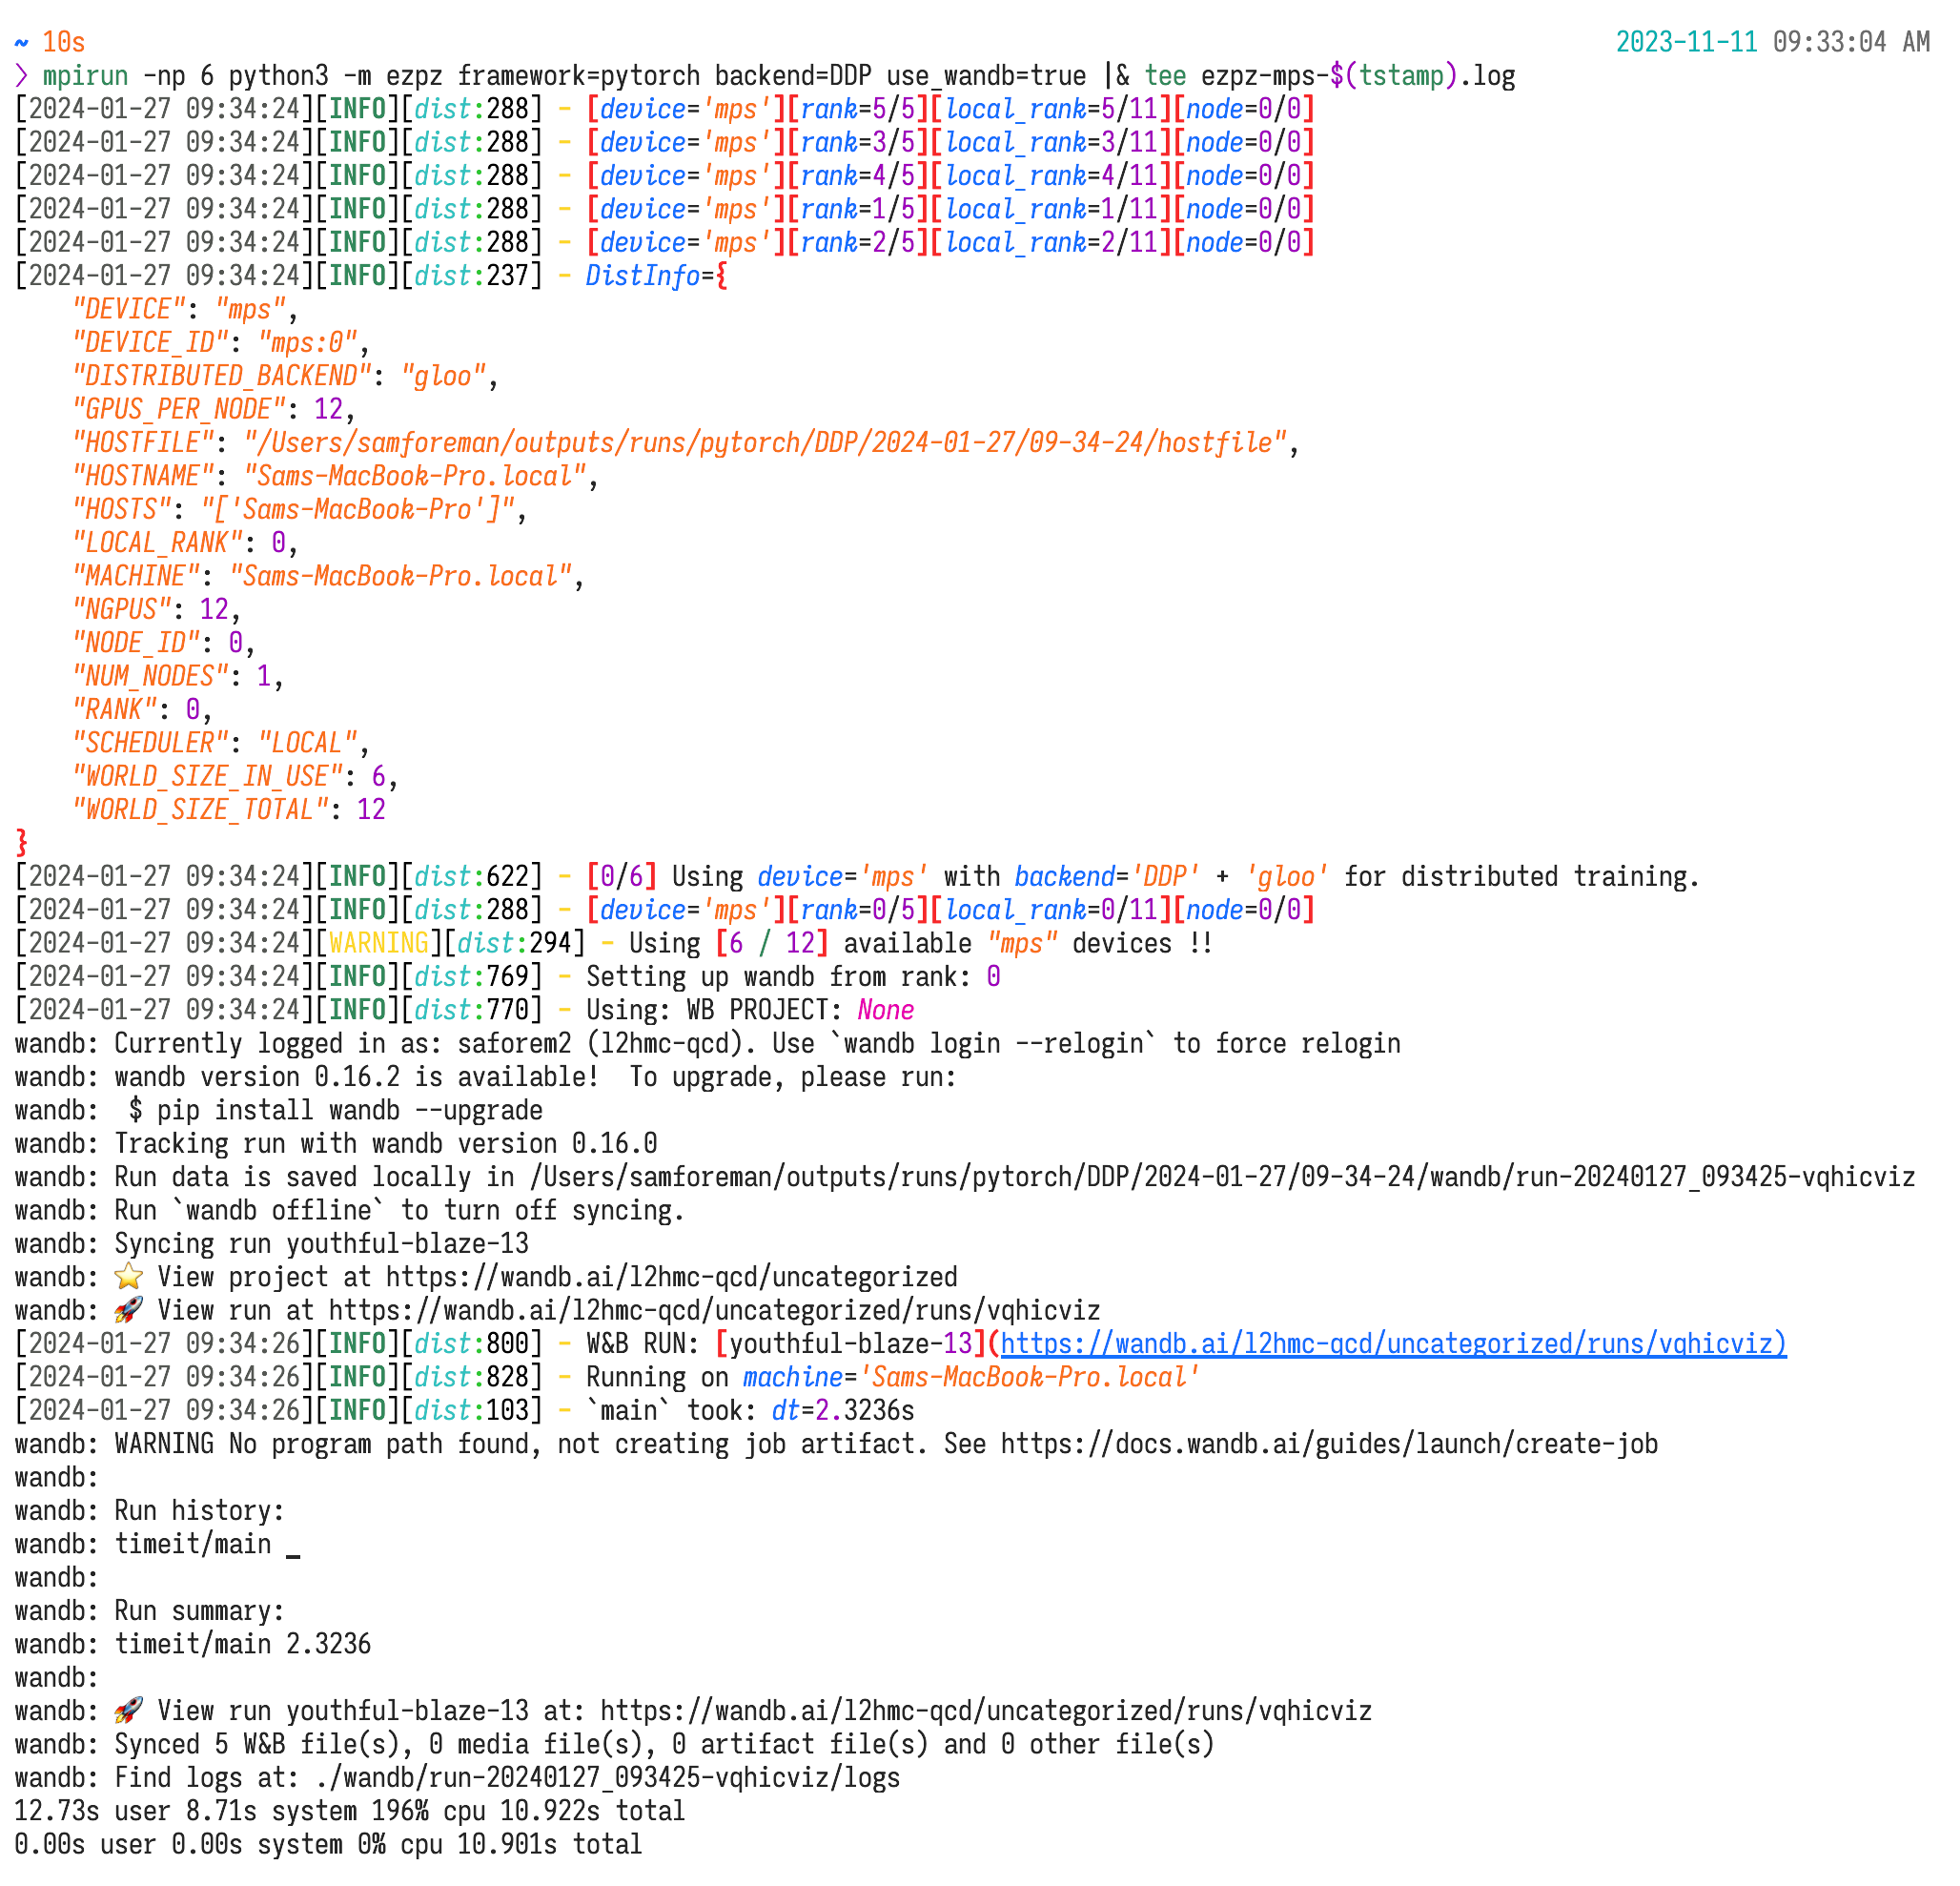 ~ 10s 2023-11-11 09:33:04 AM
❯ mpirun -np 6 python3 -m ezpz framework=pytorch backend=DDP use_wandb=true |& tee ezpz-mps-$(tstamp).log
[2024-01-27 09:34:24][INFO][dist:288] - [device='mps'][rank=5/5][local_rank=5/11][node=0/0]
[2024-01-27 09:34:24][INFO][dist:288] - [device='mps'][rank=3/5][local_rank=3/11][node=0/0]
[2024-01-27 09:34:24][INFO][dist:288] - [device='mps'][rank=4/5][local_rank=4/11][node=0/0]
[2024-01-27 09:34:24][INFO][dist:288] - [device='mps'][rank=1/5][local_rank=1/11][node=0/0]
[2024-01-27 09:34:24][INFO][dist:288] - [device='mps'][rank=2/5][local_rank=2/11][node=0/0]
[2024-01-27 09:34:24][INFO][dist:237] - DistInfo={
    "DEVICE": "mps",
    "DEVICE_ID": "mps:0",
    "DISTRIBUTED_BACKEND": "gloo",
    "GPUS_PER_NODE": 12,
    "HOSTFILE": "/Users/samforeman/outputs/runs/pytorch/DDP/2024-01-27/09-34-24/hostfile",
    "HOSTNAME": "Sams-MacBook-Pro.local",
    "HOSTS": "['Sams-MacBook-Pro']",
    "LOCAL_RANK": 0,
    "MACHINE": "Sams-MacBook-Pro.local",
    "NGPUS": 12,
    "NODE_ID": 0,
    "NUM_NODES": 1,
    "RANK": 0,
    "SCHEDULER": "LOCAL",
    "WORLD_SIZE_IN_USE": 6,
    "WORLD_SIZE_TOTAL": 12
}
[2024-01-27 09:34:24][INFO][dist:622] - [0/6] Using device='mps' with backend='DDP' + 'gloo' for distributed training.
[2024-01-27 09:34:24][INFO][dist:288] - [device='mps'][rank=0/5][local_rank=0/11][node=0/0]
[2024-01-27 09:34:24][WARNING][dist:294] - Using [6 / 12] available "mps" devices !!
[2024-01-27 09:34:24][INFO][dist:769] - Setting up wandb from rank: 0
[2024-01-27 09:34:24][INFO][dist:770] - Using: WB PROJECT: None
wandb: Currently logged in as: saforem2 (l2hmc-qcd). Use `wandb login --relogin` to force relogin
wandb: wandb version 0.16.2 is available!  To upgrade, please run:
wandb:  $ pip install wandb --upgrade
wandb: Tracking run with wandb version 0.16.0
wandb: Run data is saved locally in /Users/samforeman/outputs/runs/pytorch/DDP/2024-01-27/09-34-24/wandb/run-20240127_093425-vqhicviz
wandb: Run `wandb offline` to turn off syncing.
wandb: Syncing run youthful-blaze-13
wandb: ⭐ View project at https://wandb.ai/l2hmc-qcd/uncategorized
wandb: 🚀 View run at https://wandb.ai/l2hmc-qcd/uncategorized/runs/vqhicviz
[2024-01-27 09:34:26][INFO][dist:800] - W&B RUN: [youthful-blaze-13](https://wandb.ai/l2hmc-qcd/uncategorized/runs/vqhicviz)
[2024-01-27 09:34:26][INFO][dist:828] - Running on machine='Sams-MacBook-Pro.local'
[2024-01-27 09:34:26][INFO][dist:103] - `main` took: dt=2.3236s
wandb: WARNING No program path found, not creating job artifact. See https://docs.wandb.ai/guides/launch/create-job
wandb:
wandb: Run history:
wandb: timeit/main ▁
wandb:
wandb: Run summary:
wandb: timeit/main 2.3236
wandb:
wandb: 🚀 View run youthful-blaze-13 at: https://wandb.ai/l2hmc-qcd/uncategorized/runs/vqhicviz
wandb: Synced 5 W&B file(s), 0 media file(s), 0 artifact file(s) and 0 other file(s)
wandb: Find logs at: ./wandb/run-20240127_093425-vqhicviz/logs
12.73s user 8.71s system 196% cpu 10.922s total
0.00s user 0.00s system 0% cpu 10.901s total